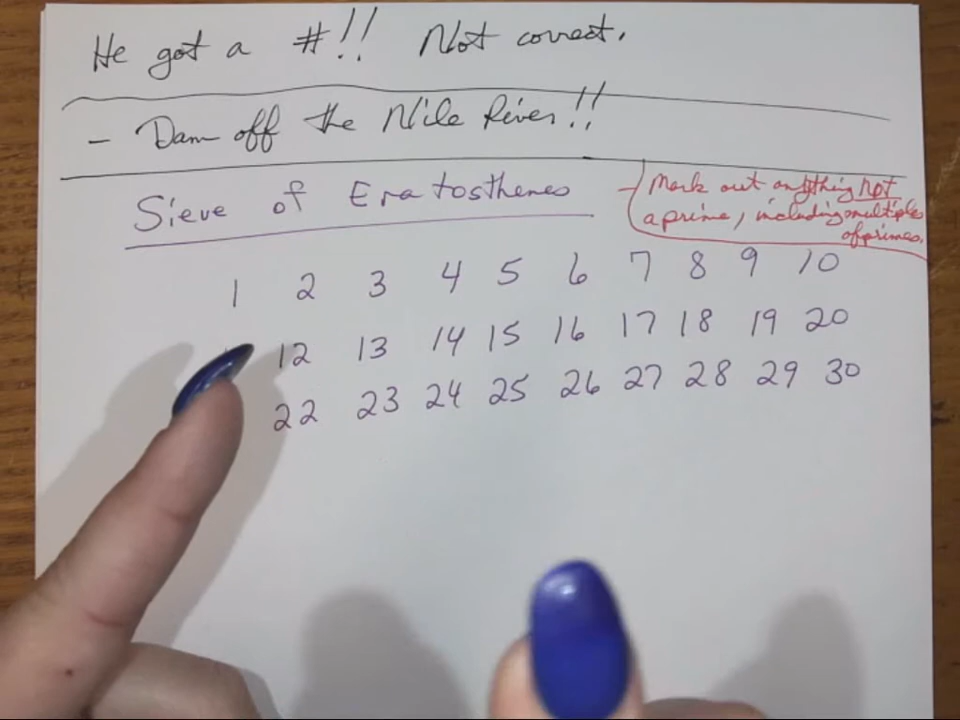 He got a #!! Not correct.
- Dam off the Nile River!!
Sieve of Eratosthenes
- Mark out anything not
a prime, including multiples
of primes.
1 2 3 4 5 6 7 8 9 10
12 13 14 15 16 17 18 19 20
22 23 24 25 26 27 28 29 30